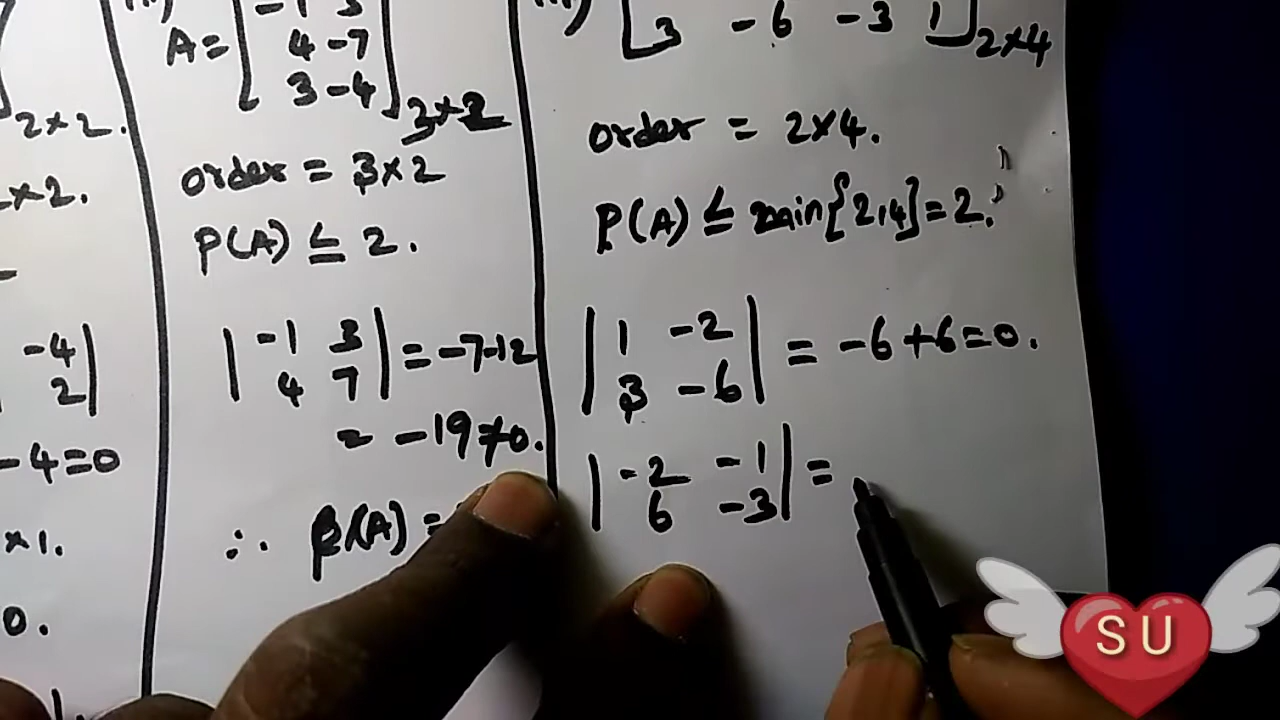 2×2.
×2.
-4
2
- 4=0
×1.
0.
A= -1 3
4 -7
3 -4
3×2
order = 3×2
P(A) ≤ 2.
| -1 3 |
| 4 7 | = -7-12
= -19≠0.
∴ ρ(A) =
3 -6 -3 1 ]2×4
order = 2×4.
P(A) ≤ min{2,4}=2.
| 1 -2 |
| 3 -6 | = -6+6=0.
| -2 -1 |
| 6 -3 | =
SU